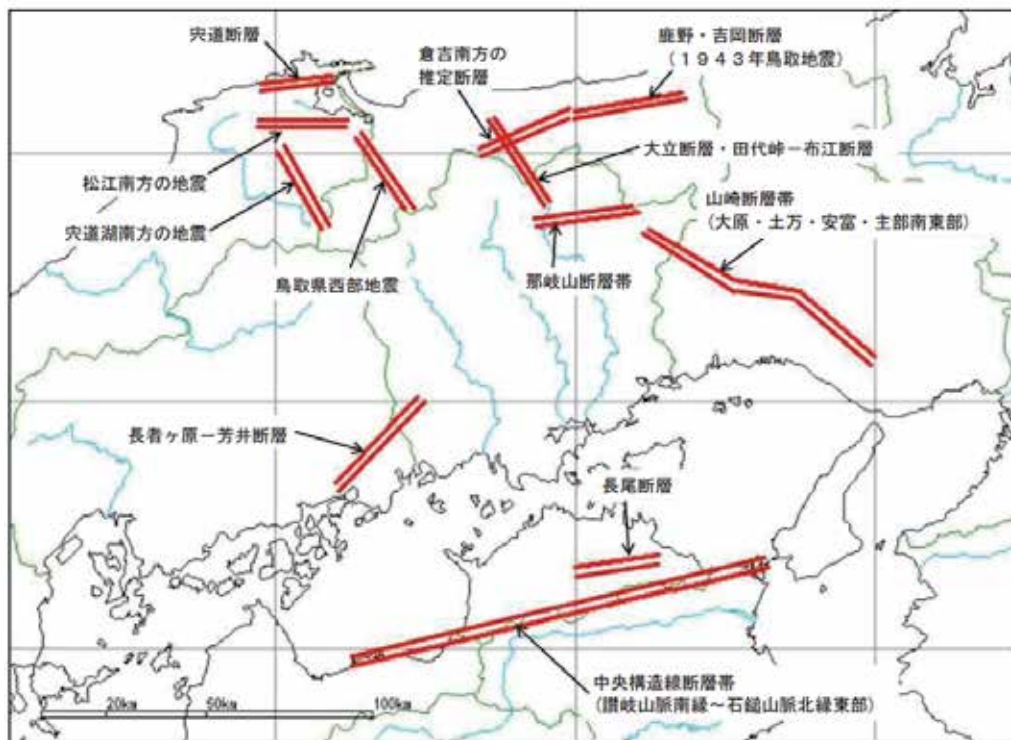 宍道断層
倉吉南方の
推定断層
鹿野・吉岡断層
(1943年鳥取地震)
大立断層・田代峠－布江断層
松江南方の地震
山崎断層帯
(大原・土万・安富・主部南東部)
宍道湖南方の地震
鳥取県西部地震
那岐山断層帯
長者ヶ原－芳井断層
長尾断層
中央構造線断層帯
(讃岐山脈南縁～石鎚山脈北縁東部)
20km
50km
100km